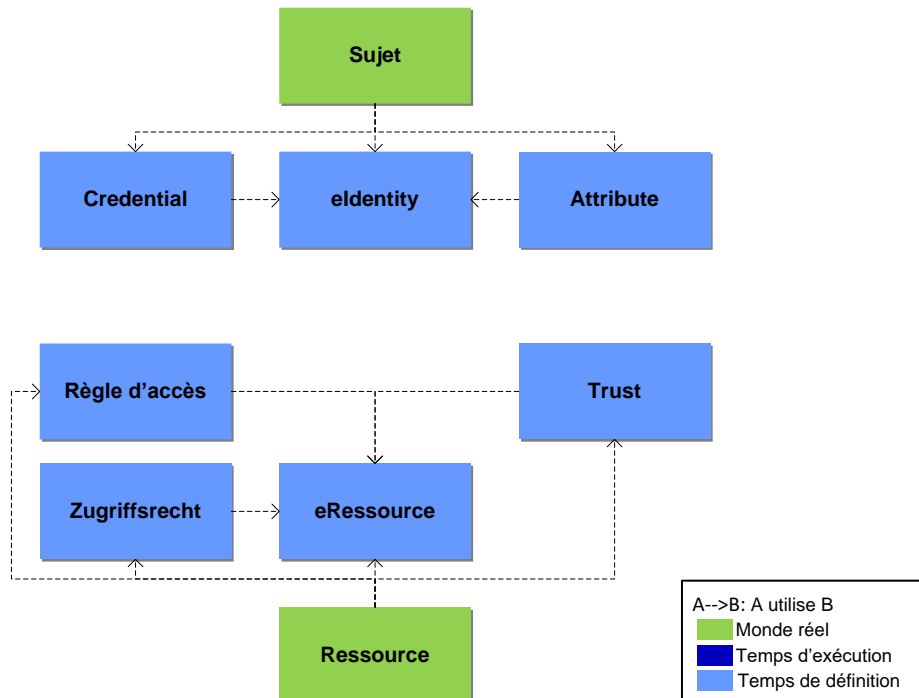 Sujet
Credential
eIdentity
Attribute
Règle d’accès
Trust
Zugriffsrecht
eRessource
Ressource
A-->B: A utilise B
Monde réel
Temps d’exécution
Temps de définition